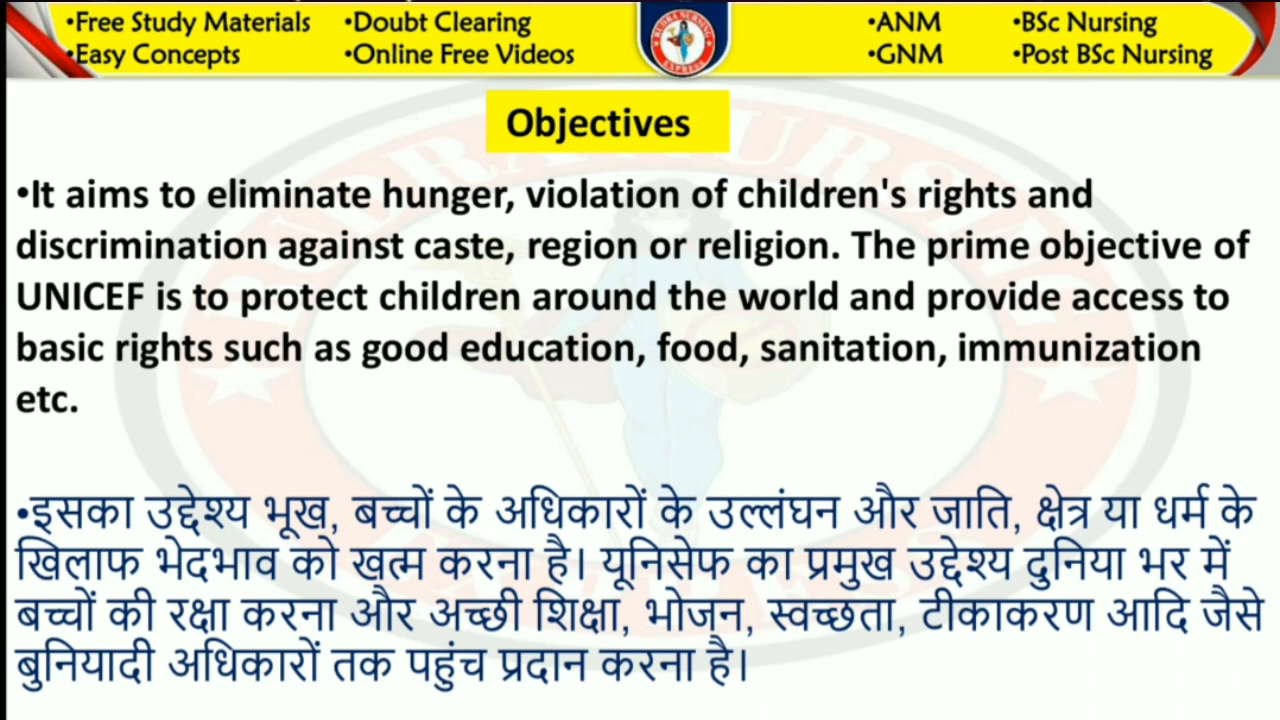 •Free Study Materials •Doubt Clearing •ANM •BSc Nursing
•Easy Concepts •Online Free Videos •GNM •Post BSc Nursing
RUDRA NURSING
EXPRESS
Objectives
•It aims to eliminate hunger, violation of children's rights and
discrimination against caste, region or religion. The prime objective of
UNICEF is to protect children around the world and provide access to
basic rights such as good education, food, sanitation, immunization
etc.
•इसका उद्देश्य भूख, बच्चों के अधिकारों के उल्लंघन और जाति, क्षेत्र या धर्म के
खिलाफ भेदभाव को खत्म करना है। यूनिसेफ का प्रमुख उद्देश्य दुनिया भर में
बच्चों की रक्षा करना और अच्छी शिक्षा, भोजन, स्वच्छता, टीकाकरण आदि जैसे
बुनियादी अधिकारों तक पहुंच प्रदान करना है।